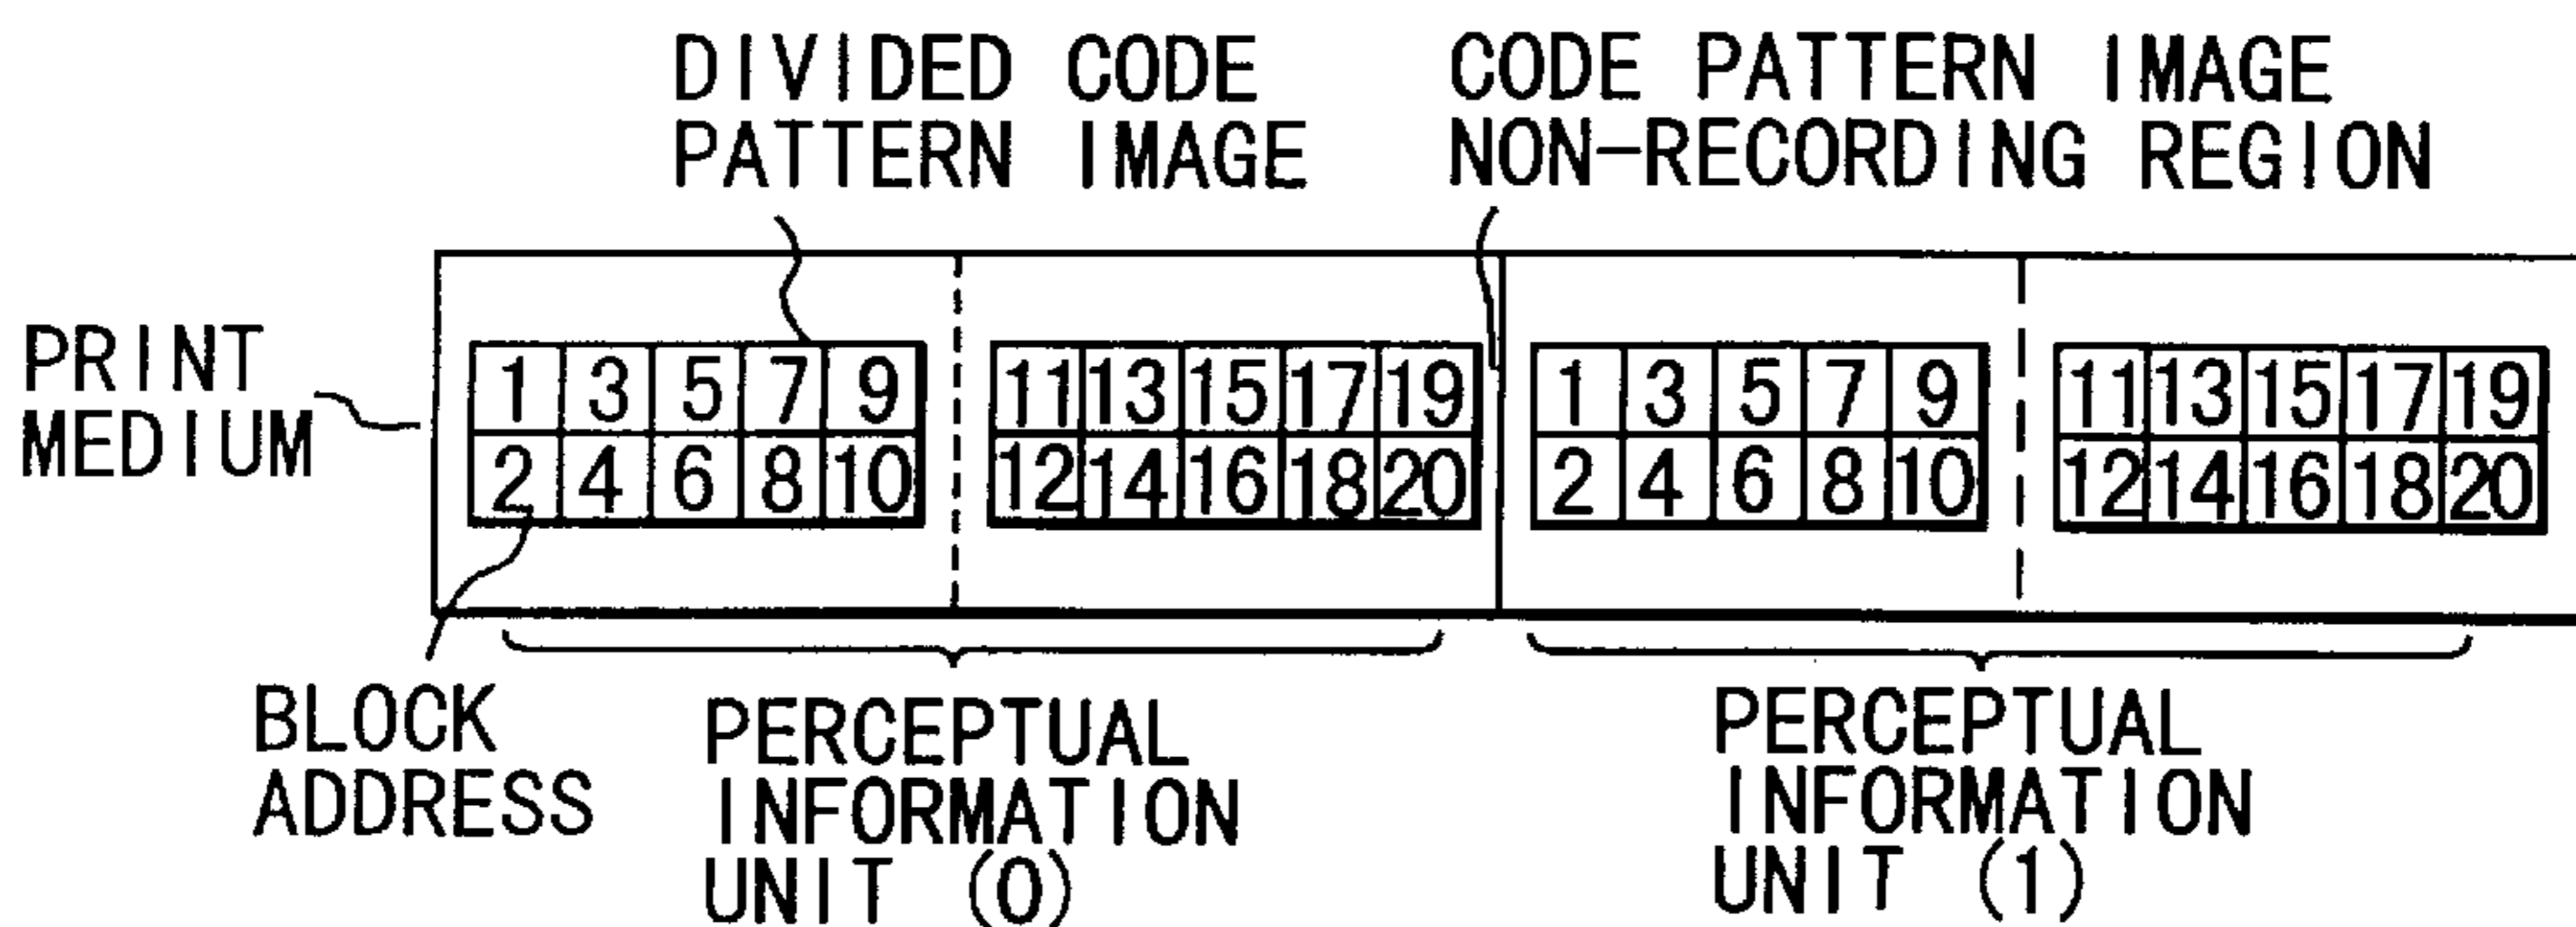 DIVIDED CODE
PATTERN IMAGE
CODE PATTERN IMAGE
NON-RECORDING REGION
PRINT
MEDIUM
1 3 5 7 9
2 4 6 8 10
11 13 15 17 19
12 14 16 18 20
1 3 5 7 9
2 4 6 8 10
11 13 15 17 19
12 14 16 18 20
BLOCK
ADDRESS
PERCEPTUAL
INFORMATION
UNIT (0)
PERCEPTUAL
INFORMATION
UNIT (1)